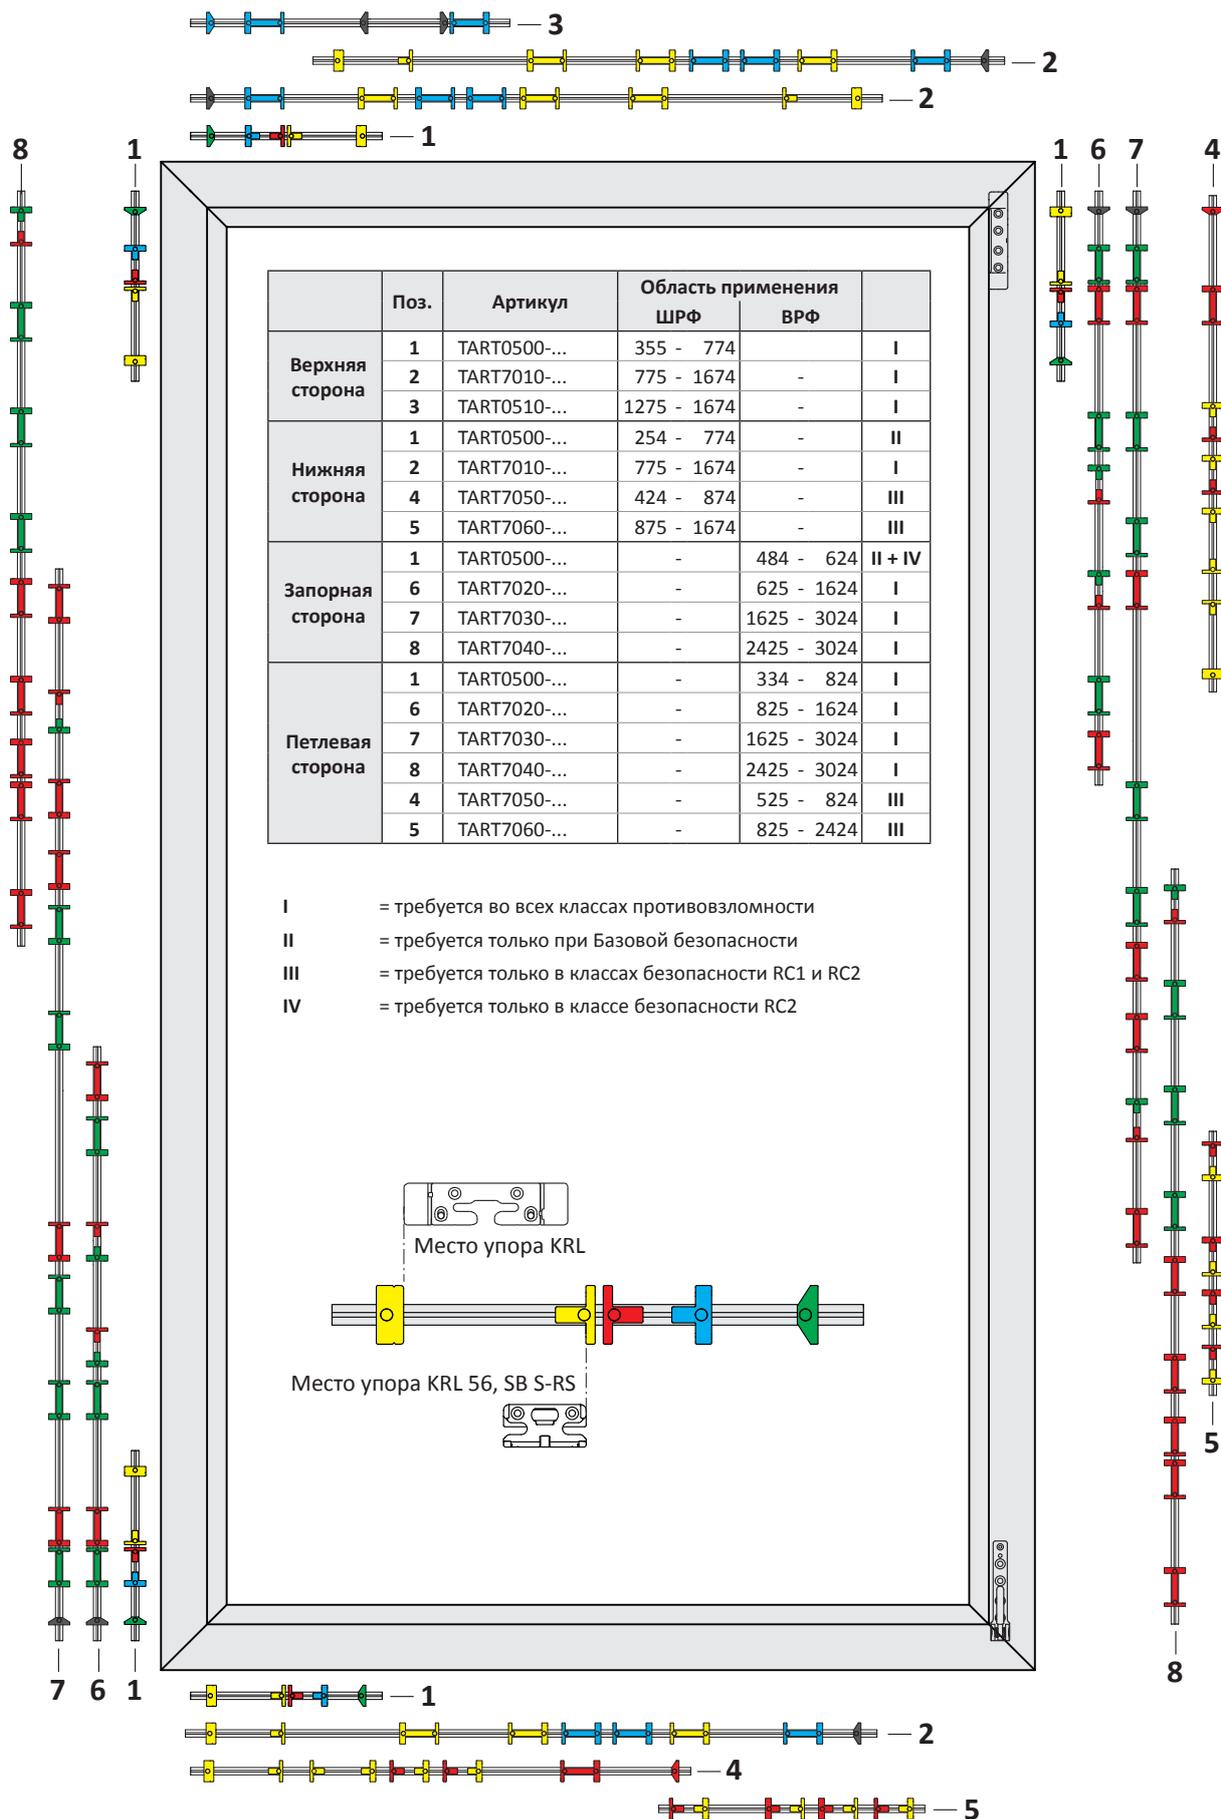 3
2
2
1
8 1 1 6 7 4
Поз. Артикул Область применения
ШРФ ВРФ
Верхняя сторона
1 TART0500-... 355 - 774 I
2 TART7010-... 775 - 1674 - I
3 TART0510-... 1275 - 1674 - I
Нижняя сторона
1 TART0500-... 254 - 774 - II
2 TART7010-... 775 - 1674 - I
4 TART7050-... 424 - 874 - III
5 TART7060-... 875 - 1674 - III
Запорная сторона
1 TART0500-... - 484 - 624 II + IV
6 TART7020-... - 625 - 1624 I
7 TART7030-... - 1625 - 3024 I
8 TART7040-... - 2425 - 3024 I
Петлевая сторона
1 TART0500-... - 334 - 824 I
6 TART7020-... - 825 - 1624 I
7 TART7030-... - 1625 - 3024 I
8 TART7040-... - 2425 - 3024 I
4 TART7050-... - 525 - 824 III
5 TART7060-... - 825 - 2424 III
I = требуется во всех классах противовзломности
II = требуется только при Базовой безопасности
III = требуется только в классах безопасности RC1 и RC2
IV = требуется только в классе безопасности RC2
Место упора KRL
Место упора KRL 56, SB S-RS
5
8
7 6 1
1
2
4
5